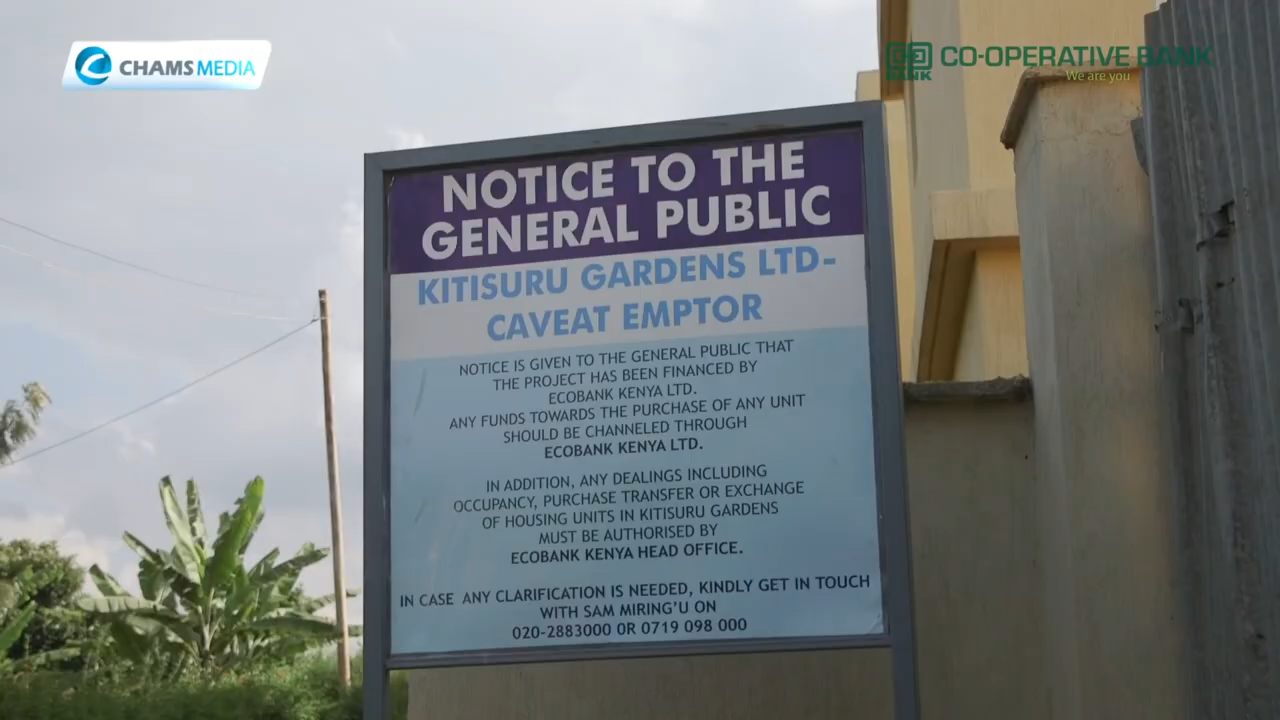 CHAMS MEDIA
CO-OPERATIVE BANK
BANK
We are you
NOTICE TO THE
GENERAL PUBLIC
KITISURU GARDENS LTD-
CAVEAT EMPTOR
NOTICE IS GIVEN TO THE GENERAL PUBLIC THAT
THE PROJECT HAS BEEN FINANCED BY
ECOBANK KENYA LTD.
ANY FUNDS TOWARDS THE PURCHASE OF ANY UNIT
SHOULD BE CHANNELED THROUGH
ECOBANK KENYA LTD.
IN ADDITION, ANY DEALINGS INCLUDING
OCCUPANCY, PURCHASE TRANSFER OR EXCHANGE
OF HOUSING UNITS IN KITISURU GARDENS
MUST BE AUTHORISED BY
ECOBANK KENYA HEAD OFFICE.
IN CASE ANY CLARIFICATION IS NEEDED, KINDLY GET IN TOUCH
WITH SAM MIRING'U ON
020-2883000 OR 0719 098 000